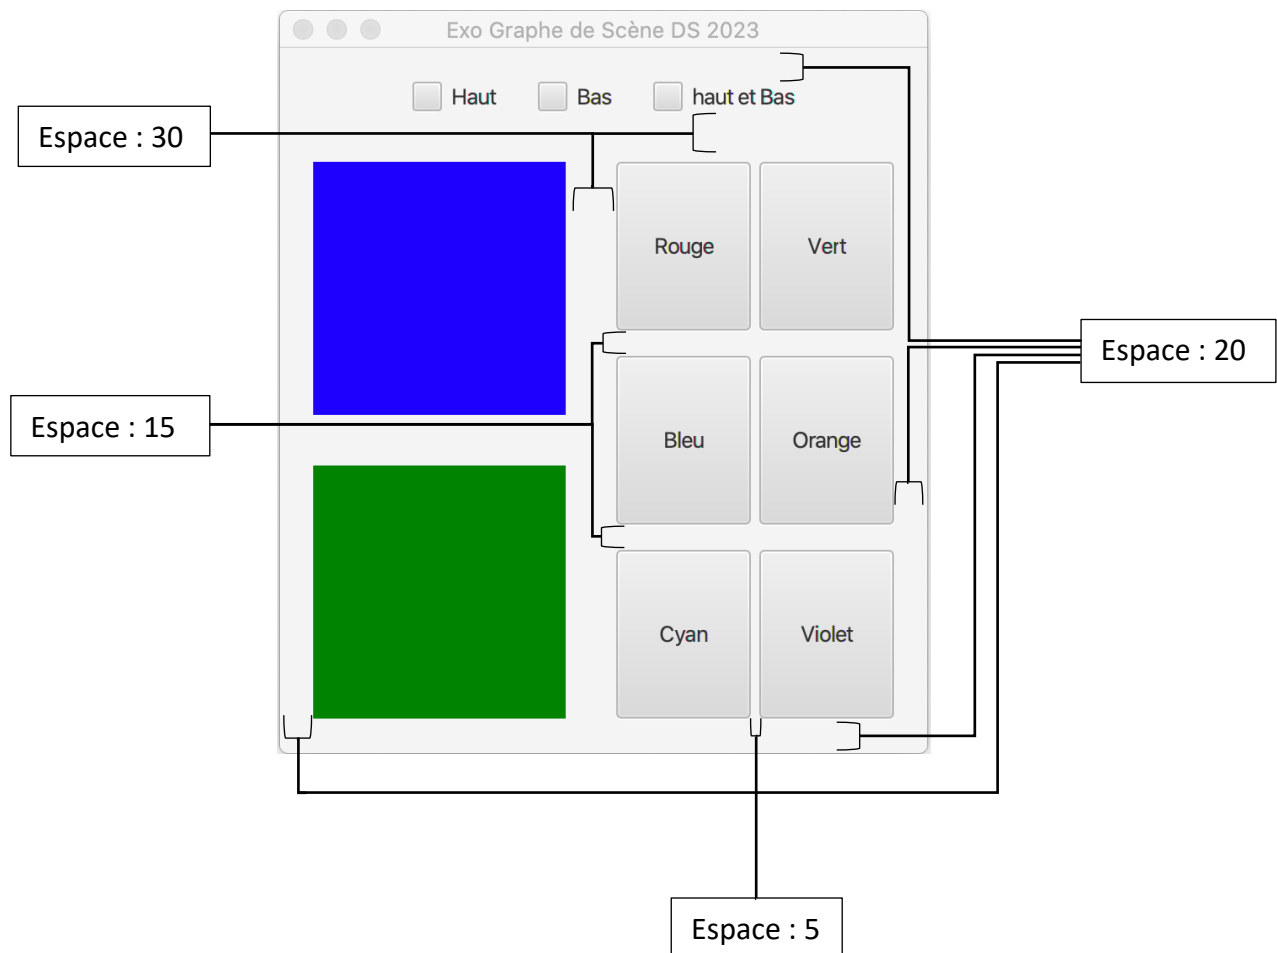 Exo Graphe de Scène DS 2023
Haut Bas haut et Bas
Espace : 30
Rouge Vert
Espace : 20
Espace : 15
Bleu Orange
Cyan Violet
Espace : 5